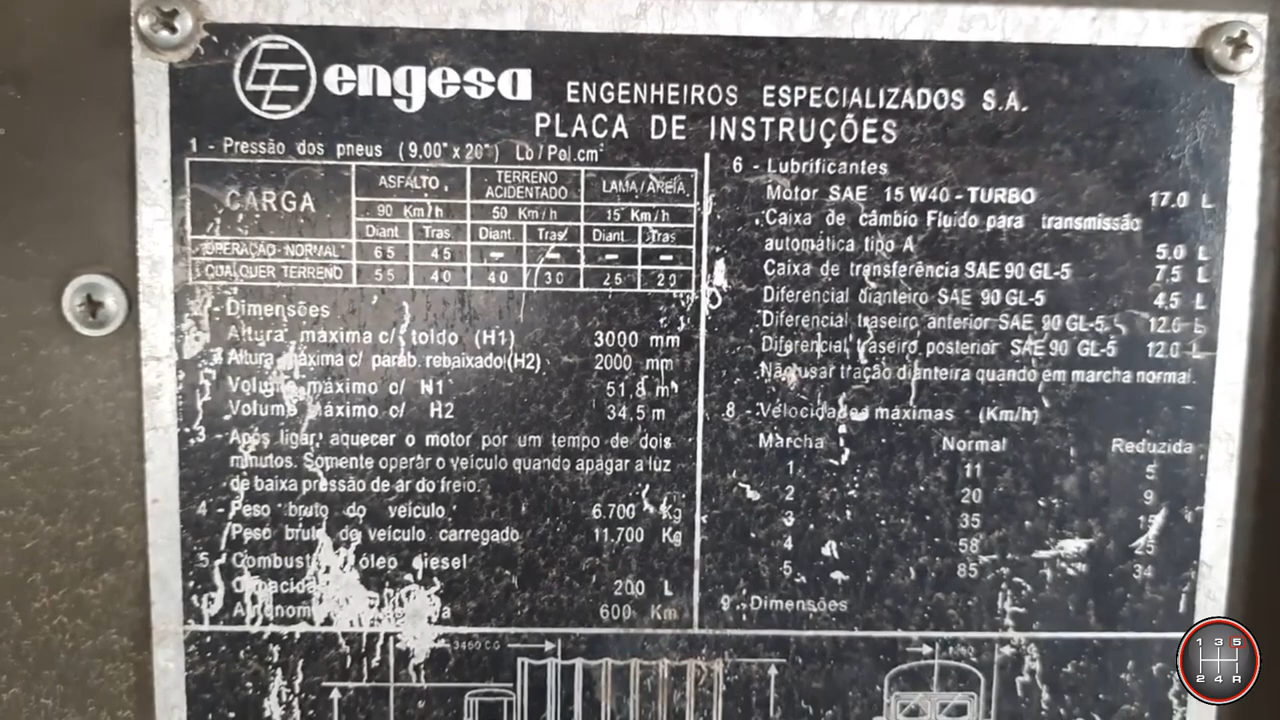 EE engesa ENGENHEIROS ESPECIALIZADOS S.A.
PLACA DE INSTRUÇÕES
1 - Pressão dos pneus (9.00" x 20") Lb/Pol.cm²
CARGA ASFALTO TERRENO ACIDENTADO LAMA/AREIA
90 Km/h 50 Km/h 15 Km/h
Diant. Tras. Diant. Tras. Diant. Tras
OPERAÇÃO NORMAL 65 45 – – – –
QUALQUER TERRENO 55 40 40 30 25 20
- Dimensões
Altura máxima c/ toldo (H1) 3000 mm
Altura máxima c/ parab. rebaixado (H2) 2000 mm
Volume máximo c/ H1 51,8 m³
Volume máximo c/ H2 34,5 m
3 - Após ligar, aquecer o motor por um tempo de dois
minutos. Somente operar o veículo quando apagar a luz
de baixa pressão de ar do freio.
4 - Peso bruto do veículo 6.700 Kg
Peso bruto do veículo carregado 11.700 Kg
5 - óleo diesel
200 L
600 Km
6 - Lubrificantes
Motor SAE 15 W40 - TURBO 17.0 L
Caixa de câmbio Fluido para transmissão
automática tipo A 5.0 L
Caixa de transferência SAE 90 GL-5 7,5 L
Diferencial dianteiro SAE 90 GL-5 4,5 L
Diferencial traseiro anterior SAE 90 GL-5 12.0 L
Diferencial traseiro posterior SAE 90 GL-5 12.0 L
Não usar tração dianteira quando em marcha normal.
8 - Velocidades máximas (Km/h)
Marcha Normal Reduzida
1 11 5
2 20 9
3 35 15
4 58 25
5 85 34
9 - Dimensões
3460 CG
1 3 5
2 4 R